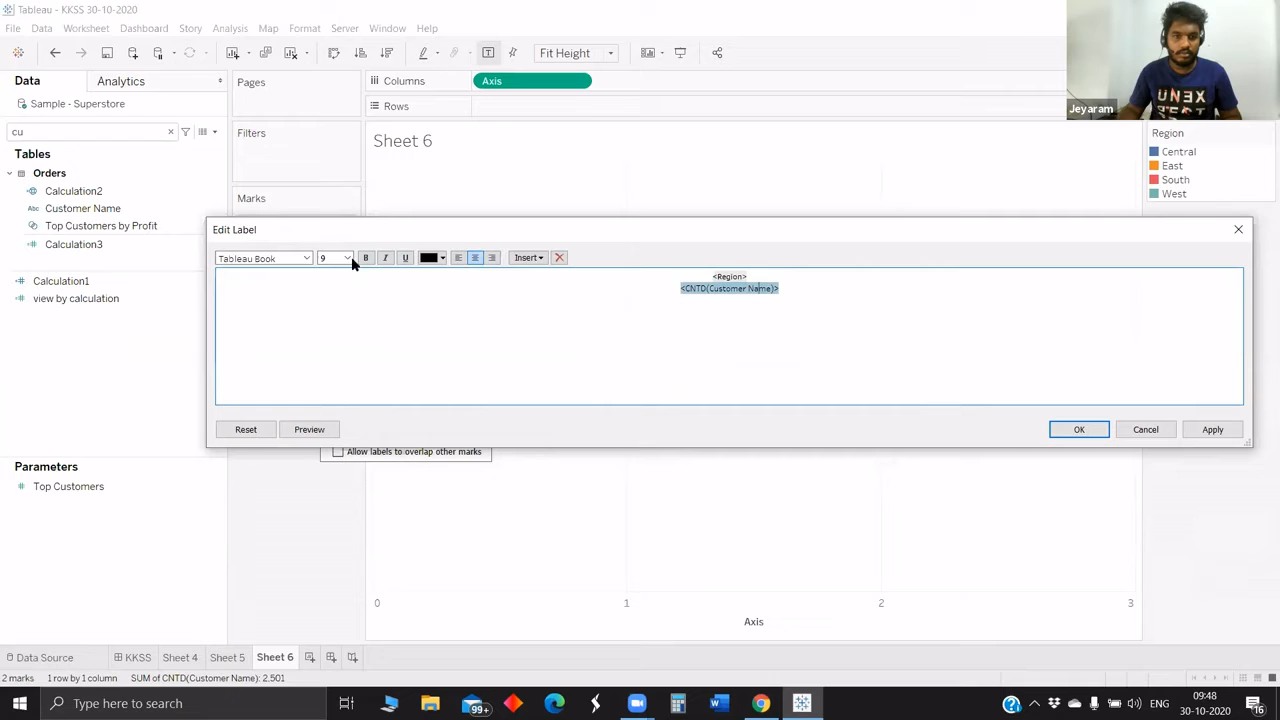 Tableau - KKSS 30-10-2020
File Data Worksheet Dashboard Story Analysis Map Format Server Window Help
Fit Height
Data Analytics
Pages
Columns Axis
Rows
Sample - Superstore
cu
Filters
Tables
Orders
Calculation2
Customer Name
Top Customers by Profit
Calculation3
Calculation1
view by calculation
Marks
Sheet 6
Jeyaram
UNEX
Region
Central
East
South
West
Edit Label
Tableau Book 9 B I U Insert
<Region>
<CNTD(Customer Name)>
Reset Preview OK Cancel Apply
Allow labels to overlap other marks
Parameters
Top Customers
0 1 2 3
Axis
Data Source KKSS Sheet 4 Sheet 5 Sheet 6
2 marks 1 row by 1 column SUM of CNTD(Customer Name): 2,501
Type here to search
99+
ENG
09:48
30-10-2020
16